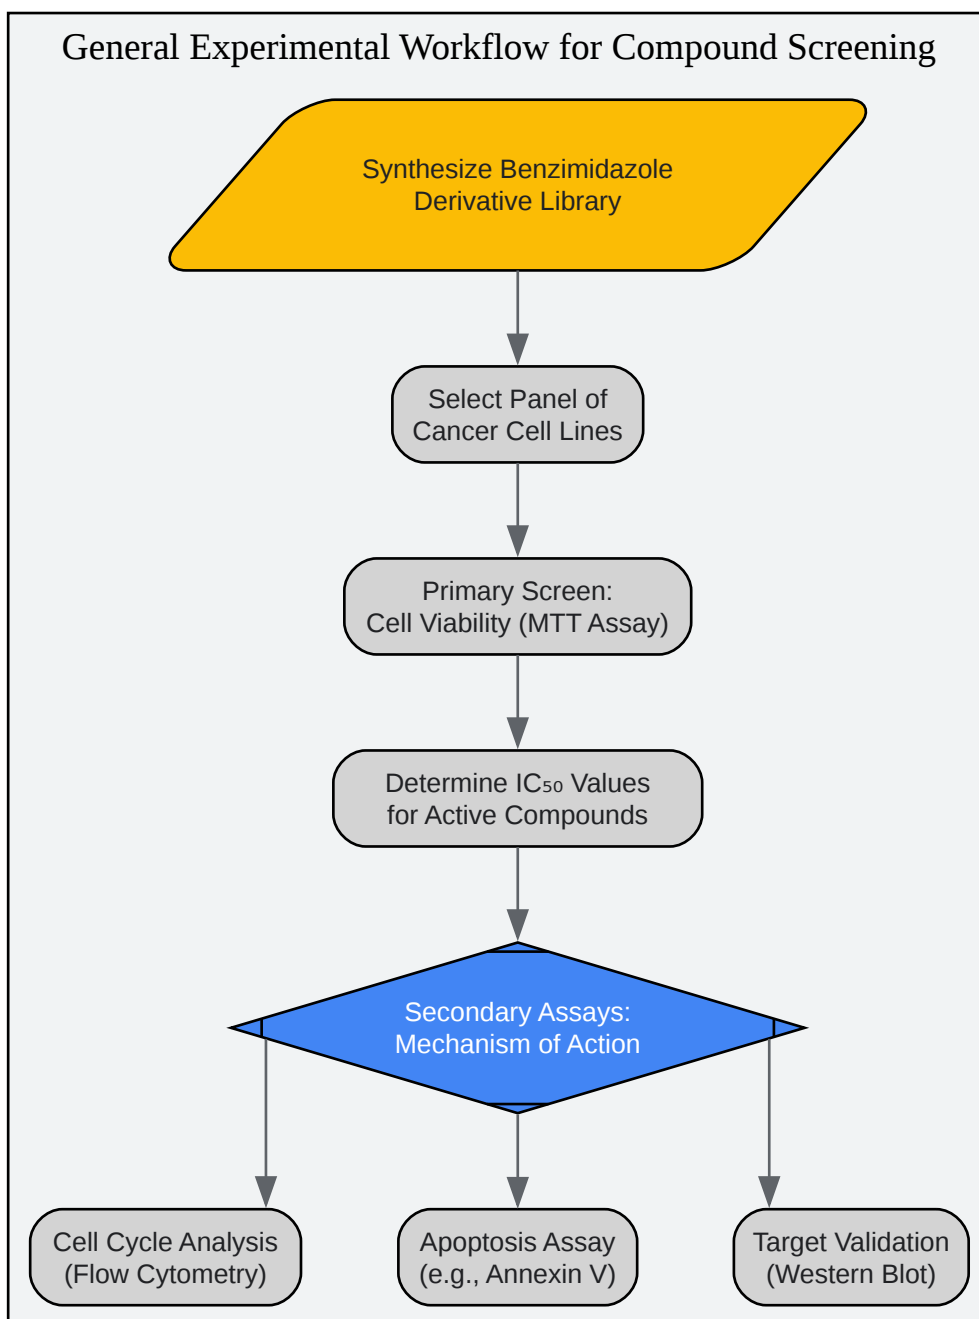 General Experimental Workflow for Compound Screening
Synthesize Benzimidazole
Derivative Library
Select Panel of
Cancer Cell Lines
Primary Screen:
Cell Viability (MTT Assay)
Determine IC₅₀ Values
for Active Compounds
Secondary Assays:
Mechanism of Action
Cell Cycle Analysis
(Flow Cytometry)
Apoptosis Assay
(e.g., Annexin V)
Target Validation
(Western Blot)